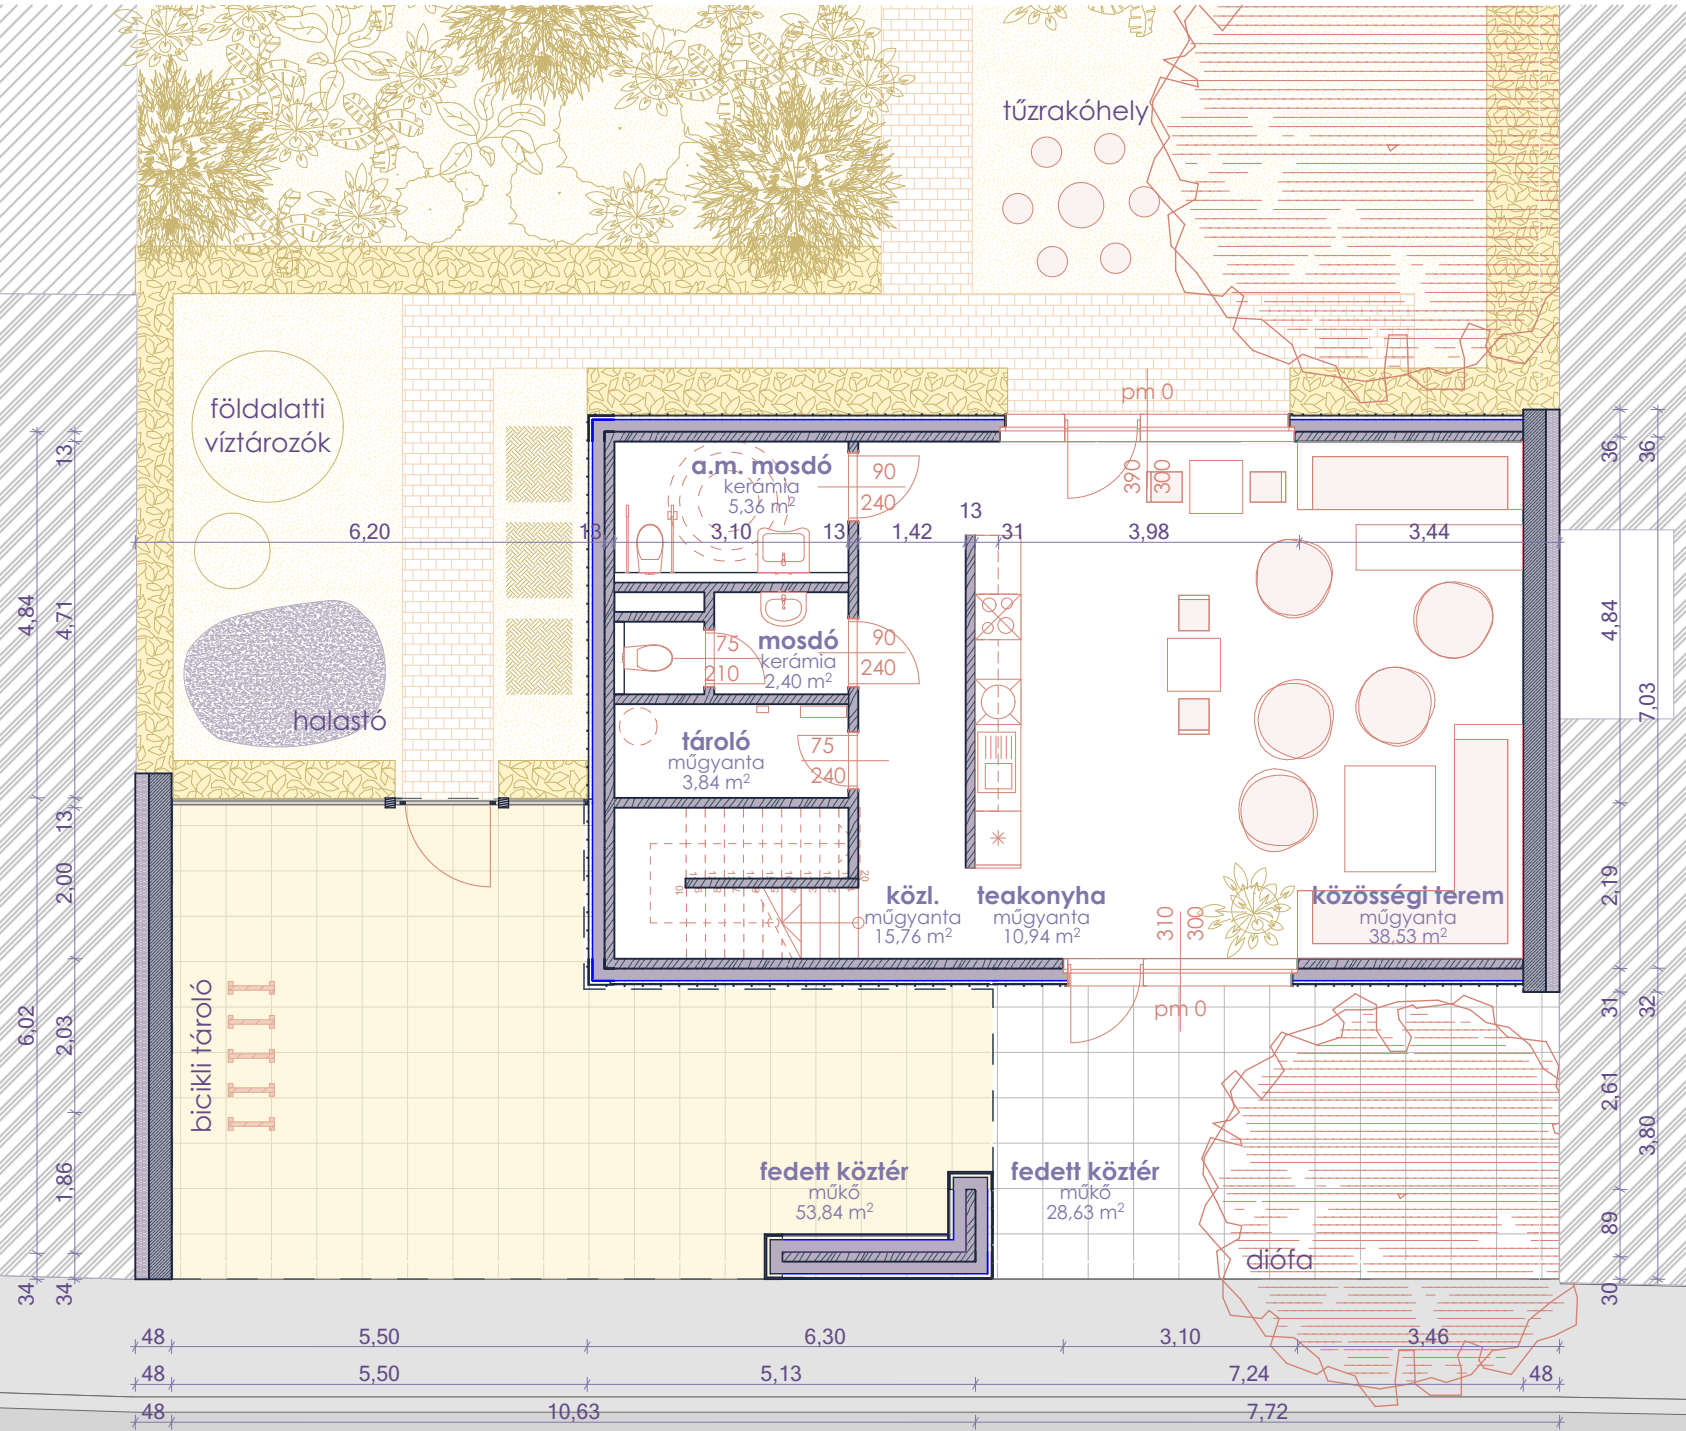 tűzrakóhely
földalatti
víztározók
halastó
pm 0
390
300
a.m. mosdó
kerámia
5,36 m²
90
240
6,20
13
3,10
13
1,42
13
31
3,98
3,44
mosdó
kerámia
2,40 m²
75
210
90
240
tároló
műgyanta
3,84 m²
75
240
közl.
műgyanta
15,76 m²
teakonyha
műgyanta
10,94 m²
310
300
pm 0
közösségi terem
műgyanta
38,53 m²
10
20
bicikli tároló
fedett köztér
műkő
53,84 m²
fedett köztér
műkő
28,63 m²
diófa
4,84
6,02
34
13
4,71
13
2,00
2,03
1,86
34
36
4,84
2,19
31
2,61
89
30
36
7,03
32
3,80
48
5,50
6,30
3,10
3,46
48
5,50
5,13
7,24
48
48
10,63
7,72